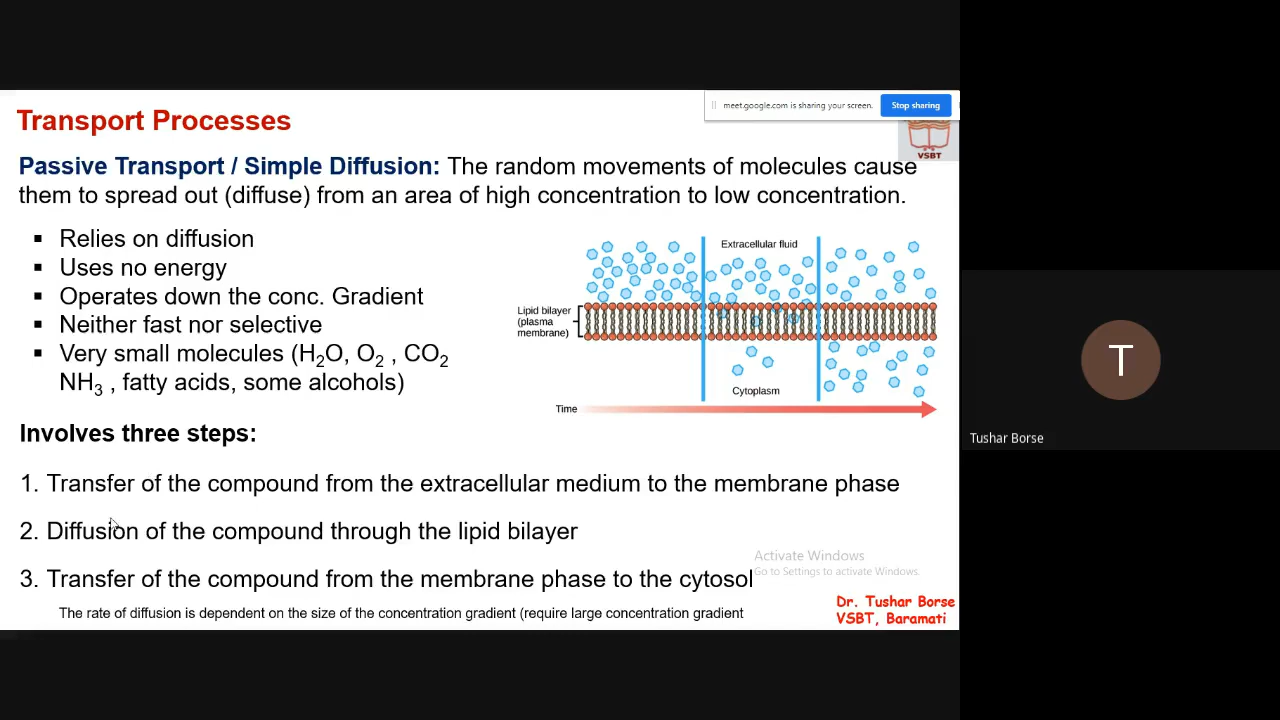 meet.google.com is sharing your screen.
Stop sharing
Transport Processes
VSBT
Passive Transport / Simple Diffusion: The random movements of molecules cause
them to spread out (diffuse) from an area of high concentration to low concentration.
▪ Relies on diffusion
▪ Uses no energy
▪ Operates down the conc. Gradient
▪ Neither fast nor selective
▪ Very small molecules (H2O, O2 , CO2
NH3 , fatty acids, some alcohols)
Extracellular fluid
Lipid bilayer
(plasma
membrane)
Cytoplasm
Time
Involves three steps:
1. Transfer of the compound from the extracellular medium to the membrane phase
2. Diffusion of the compound through the lipid bilayer
3. Transfer of the compound from the membrane phase to the cytosol
The rate of diffusion is dependent on the size of the concentration gradient (require large concentration gradient
Activate Windows
Go to Settings to activate Windows.
Dr. Tushar Borse
VSBT, Baramati
T
Tushar Borse